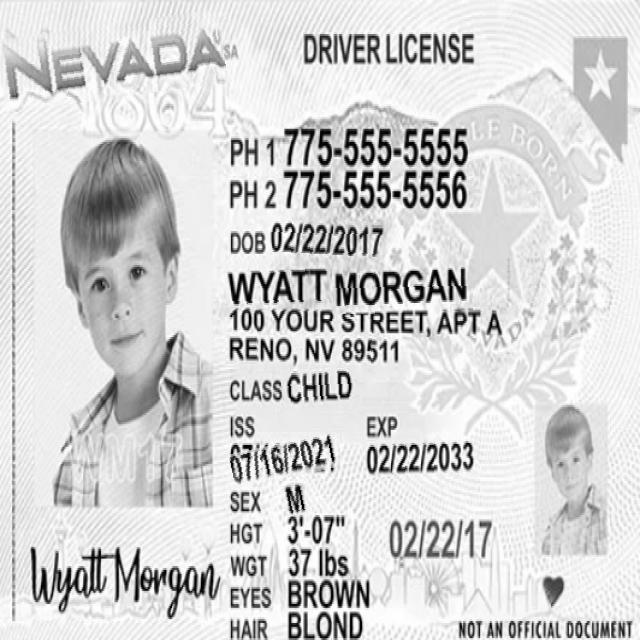 NEVADA USA
DRIVER LICENSE
1864
PH 1 775-555-5555
PH 2 775-555-5556
DOB 02/22/2017
WYATT MORGAN
100 YOUR STREET, APT A
RENO, NV 89511
CLASS CHILD
ISS EXP
07/16/2021 02/22/2033
SEX M
HGT 3'-07"
WGT 37 lbs
EYES BROWN
HAIR BLOND
02/22/17
WM17
Wyatt Morgan
NOT AN OFFICIAL DOCUMENT
BORN
NEVADA